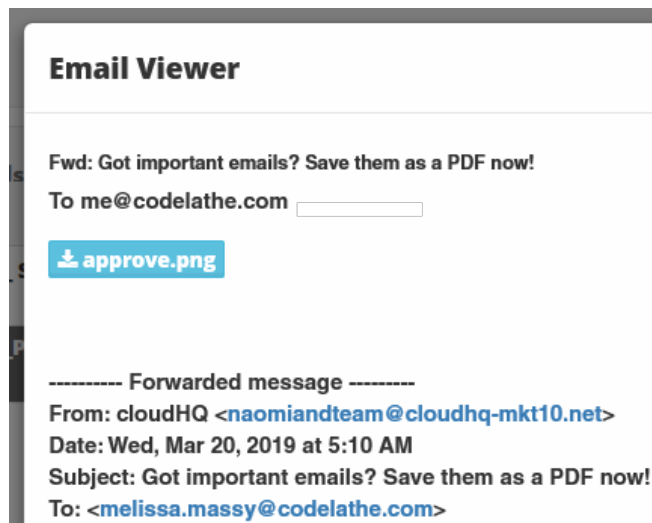 Email Viewer
Fwd: Got important emails? Save them as a PDF now!
To me@codelathe.com
approve.png
---------- Forwarded message ---------
From: cloudHQ <naomiandteam@cloudhq-mkt10.net>
Date: Wed, Mar 20, 2019 at 5:10 AM
Subject: Got important emails? Save them as a PDF now!
To: <melissa.massy@codelathe.com>